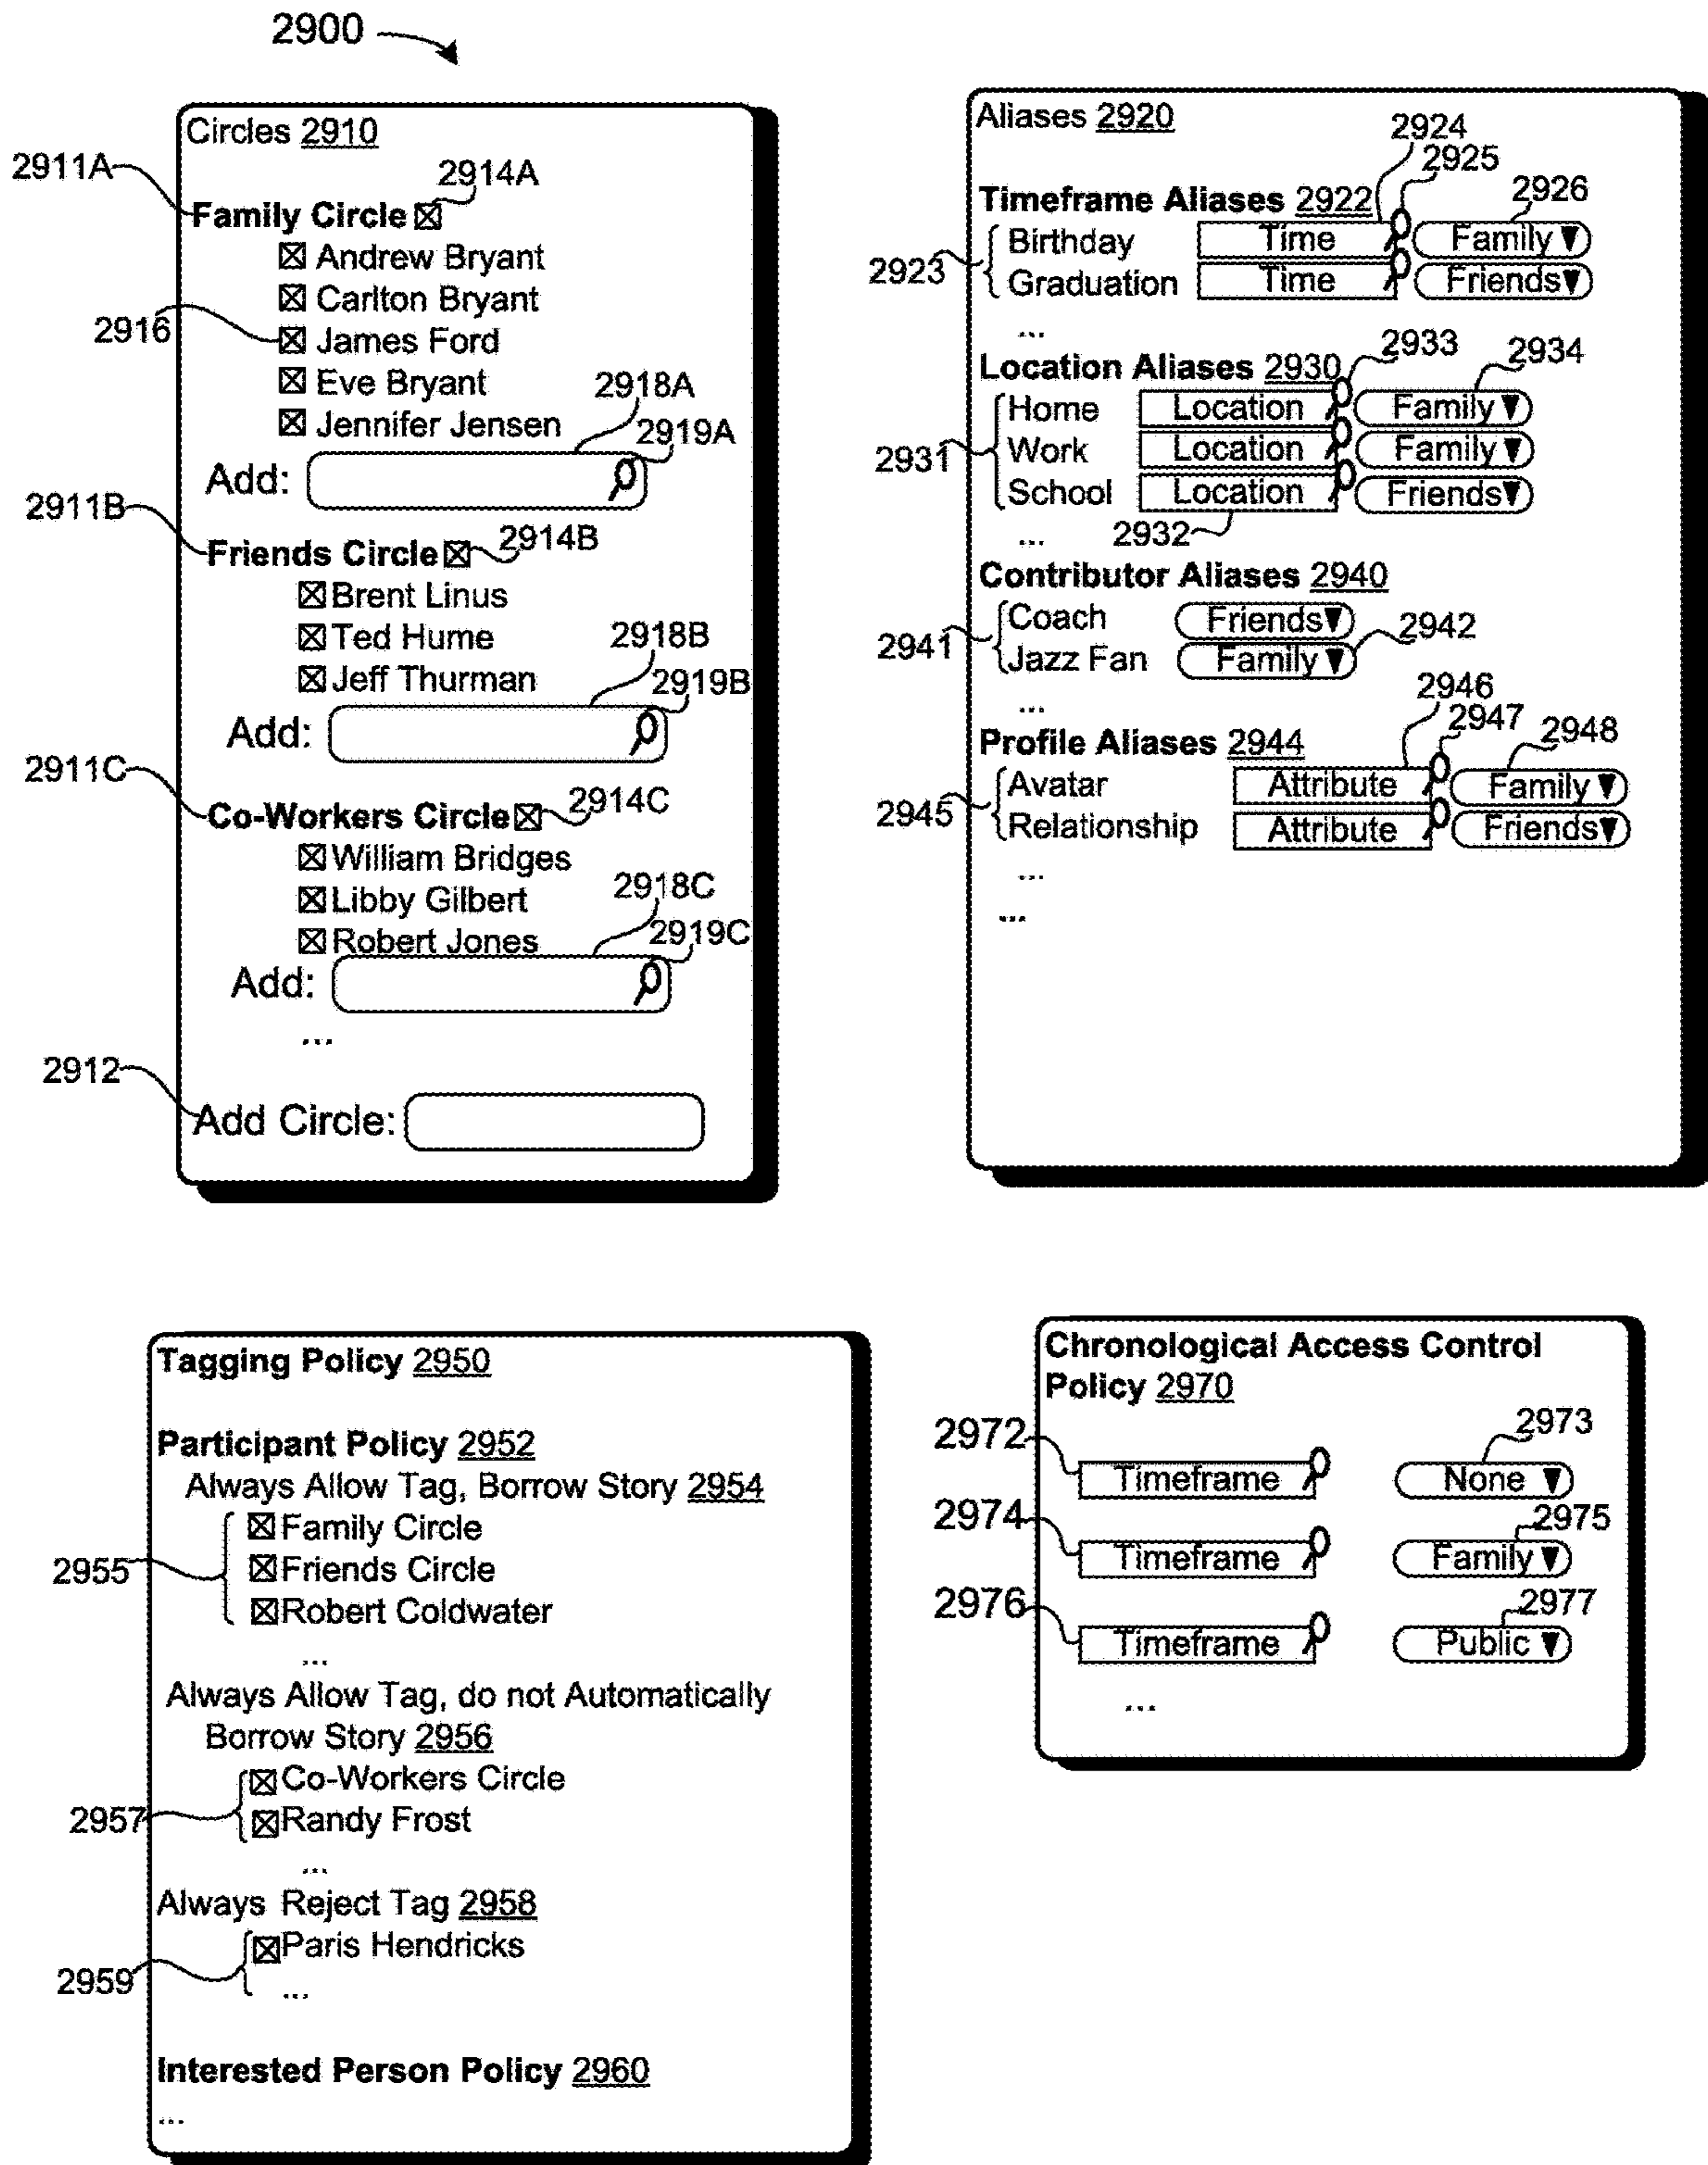 2900
Circles 2910
2911A
2914A
Family Circle
Andrew Bryant
Carlton Bryant
2916
James Ford
Eve Bryant
2918A
Jennifer Jensen
2919A
Add:
2911B
Friends Circle
2914B
Brent Linus
Ted Hume
2918B
Jeff Thurman
2919B
Add:
2911C
Co-Workers Circle
2914C
William Bridges
Libby Gilbert
2918C
Robert Jones
2919C
Add:
...
2912
Add Circle:
Aliases 2920
2924
2925
2926
Timeframe Aliases 2922
2923
Birthday Time Family ▼
Graduation Time Friends ▼
...
2933
2934
Location Aliases 2930
Home Location Family ▼
2931
Work Location Family ▼
School Location Friends ▼
... 2932
Contributor Aliases 2940
2941
Coach Friends ▼
2942
Jazz Fan Family ▼
...
2946
2947
2948
Profile Aliases 2944
2945
Avatar Attribute Family ▼
Relationship Attribute Friends ▼
...
...
Tagging Policy 2950
Participant Policy 2952
Always Allow Tag, Borrow Story 2954
Family Circle
2955
Friends Circle
Robert Coldwater
...
Always Allow Tag, do not Automatically
Borrow Story 2956
Co-Workers Circle
2957
Randy Frost
...
Always Reject Tag 2958
Paris Hendricks
2959
...
Interested Person Policy 2960
...
Chronological Access Control
Policy 2970
2972
2973
Timeframe None ▼
2974
2975
Timeframe Family ▼
2976
2977
Timeframe Public ▼
...